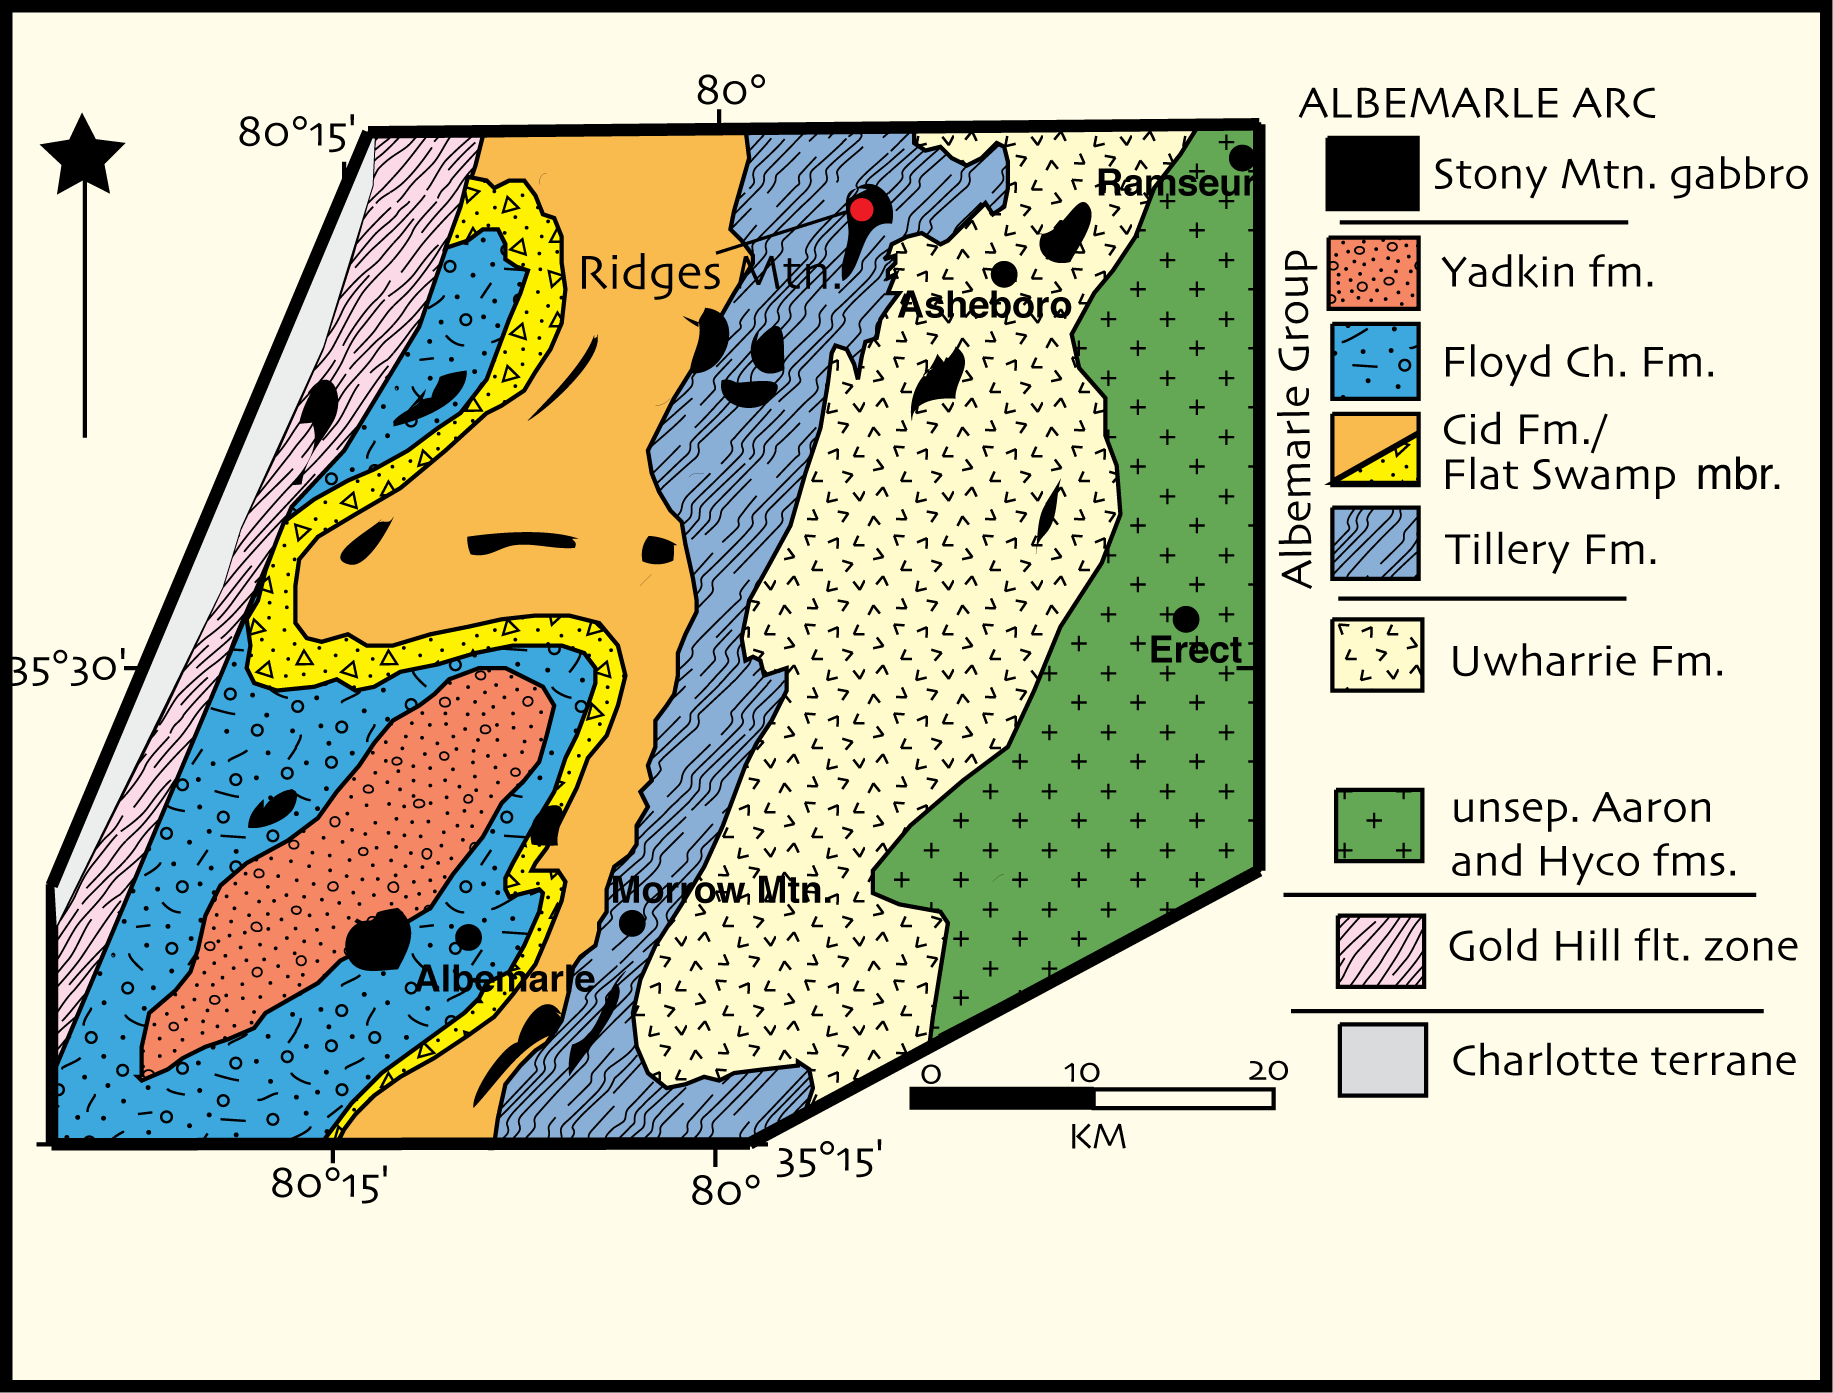 80°
80°15'
Ramseur
Ridges Mtn.
Asheboro
35°30'
Erect
Morrow Mtn.
Albemarle
0 10 20
KM
35°15'
80°15'
80°
ALBEMARLE ARC
Stony Mtn. gabbro
Albemarle Group
Yadkin fm.
Floyd Ch. Fm.
Cid Fm./
Flat Swamp mbr.
Tillery Fm.
Uwharrie Fm.
unsep. Aaron
and Hyco fms.
Gold Hill flt. zone
Charlotte terrane